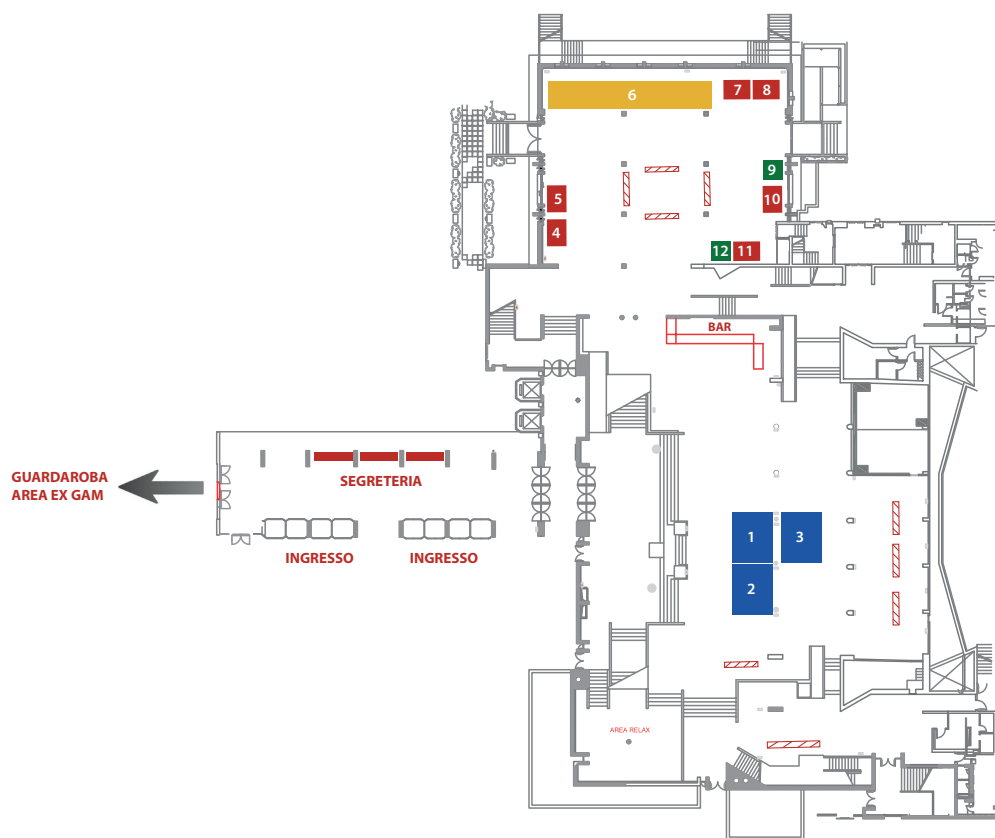 6
7
8
9
5
10
4
12
11
BAR
GUARDAROBA
AREA EX GAM
SEGRETERIA
INGRESSO
INGRESSO
1
3
2
AREA RELAX